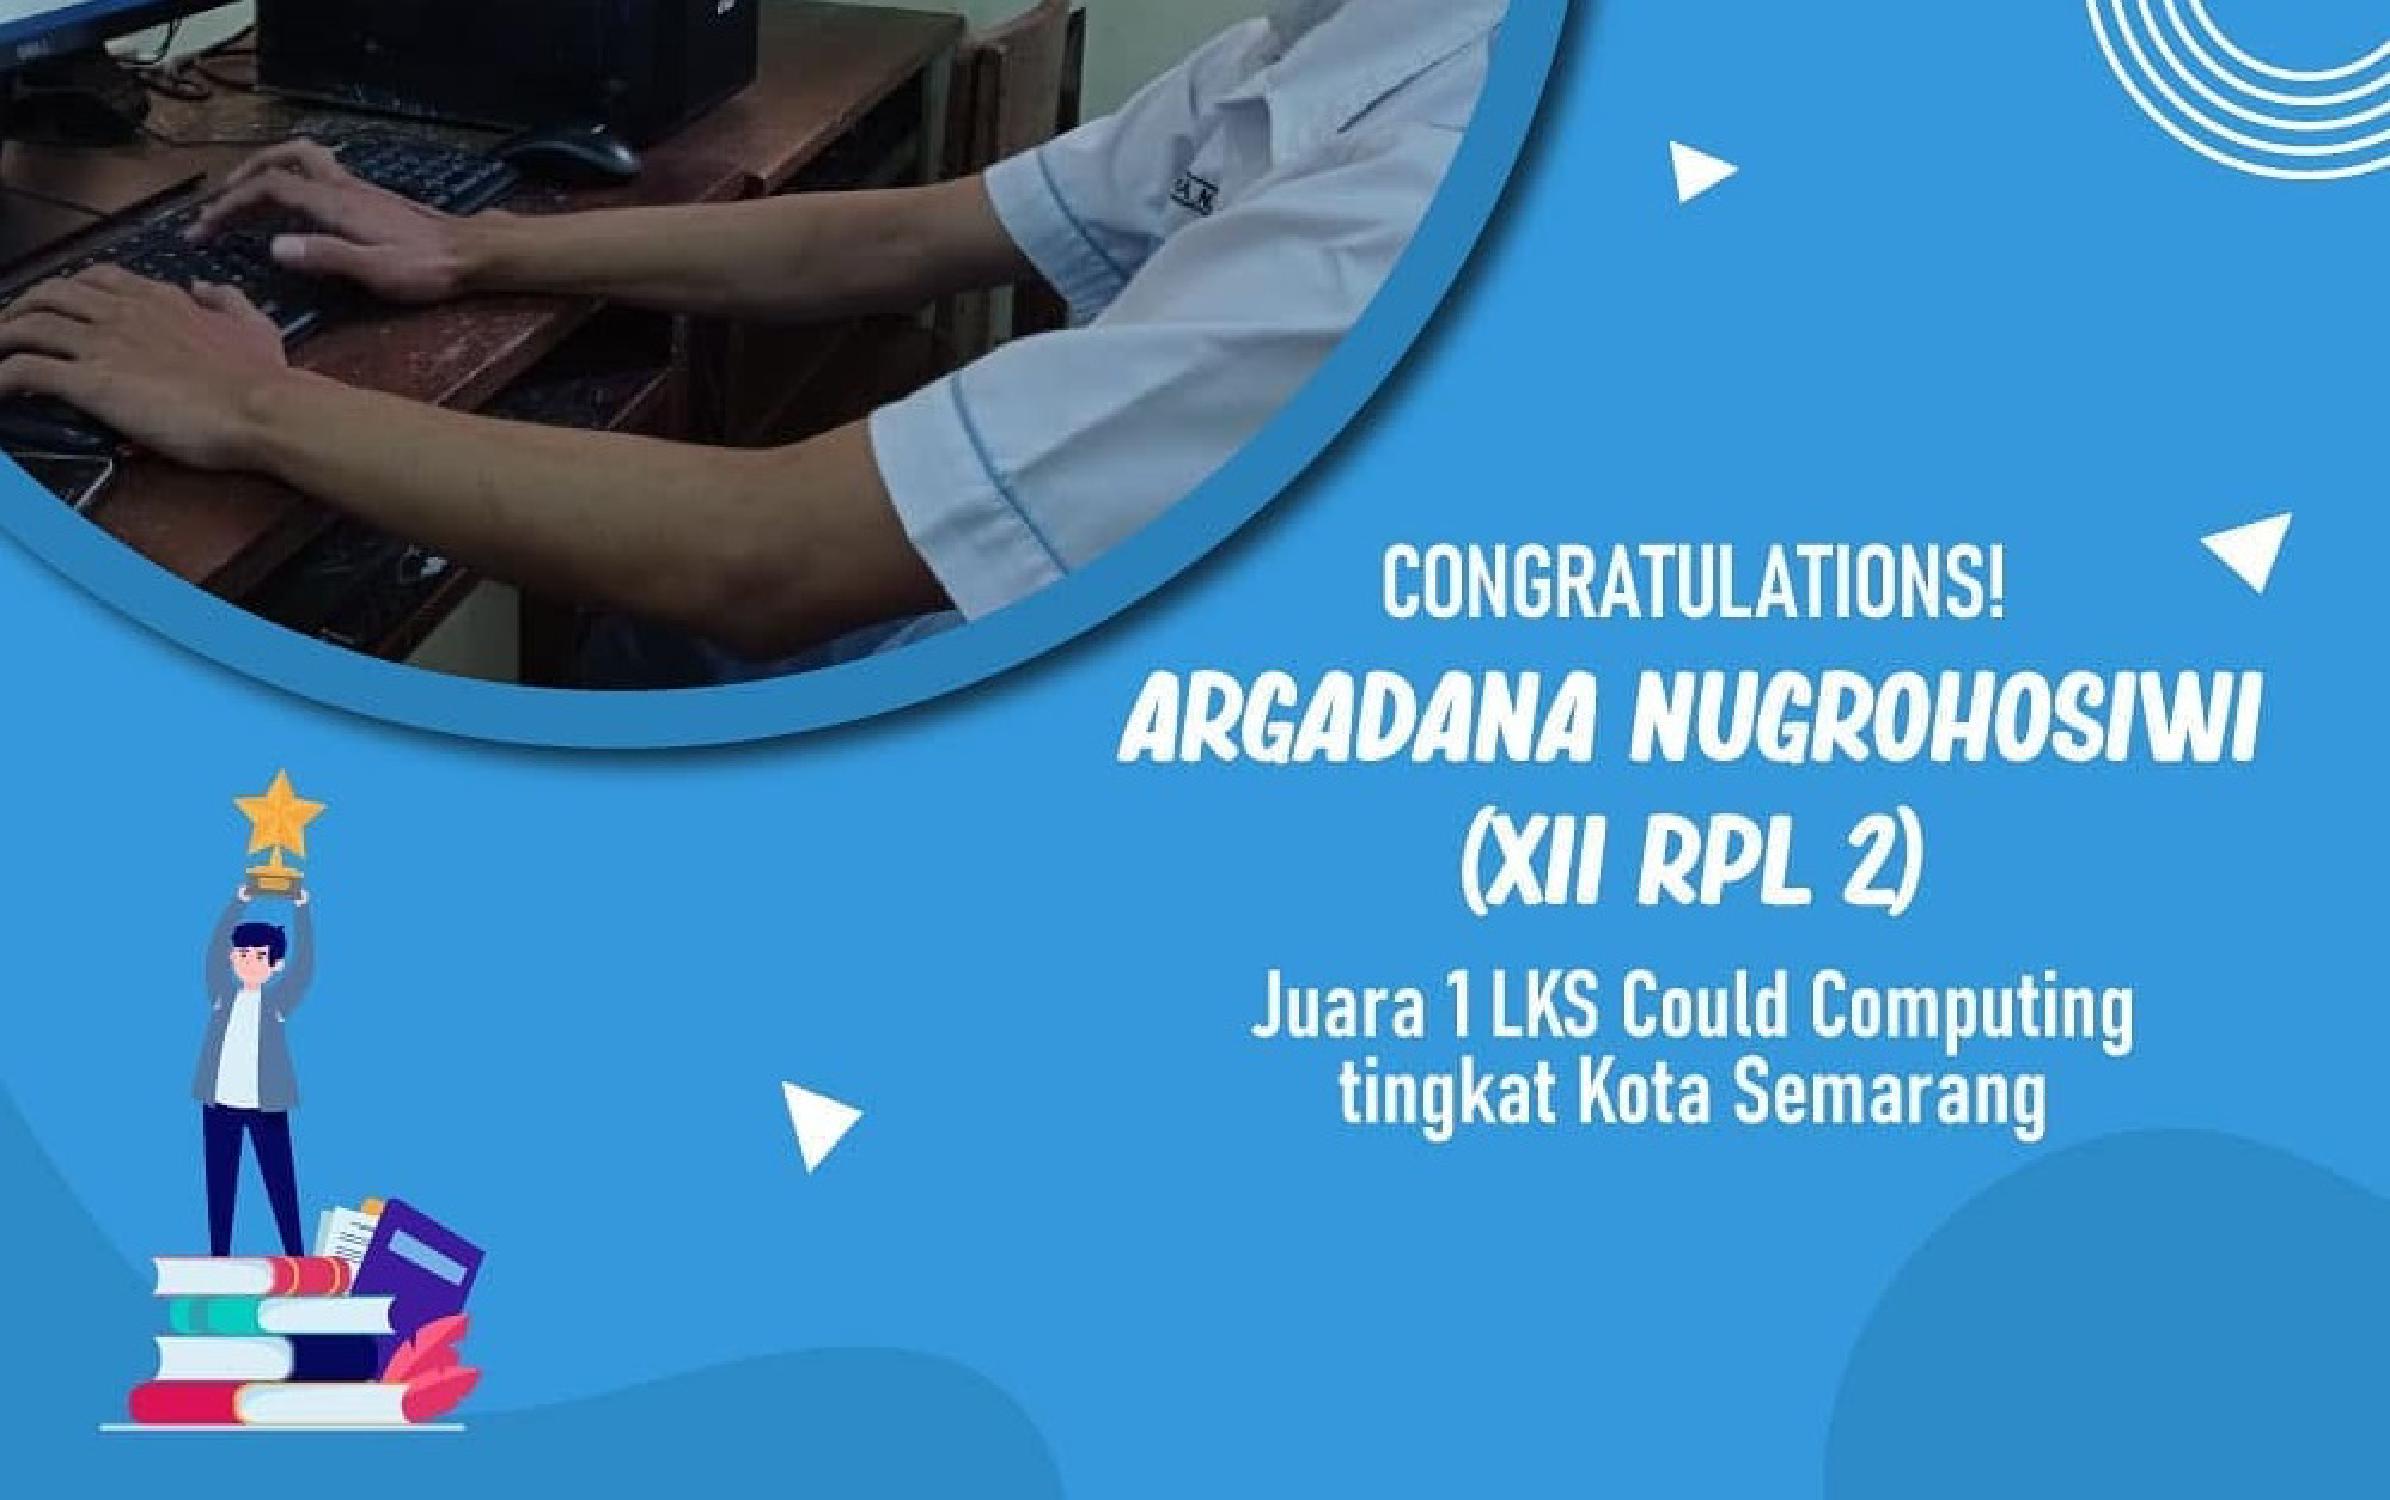 CONGRATULATIONS!
ARGADANA NUGROHOSIWI
(XII RPL 2)
Juara 1 LKS Could Computing
tingkat Kota Semarang